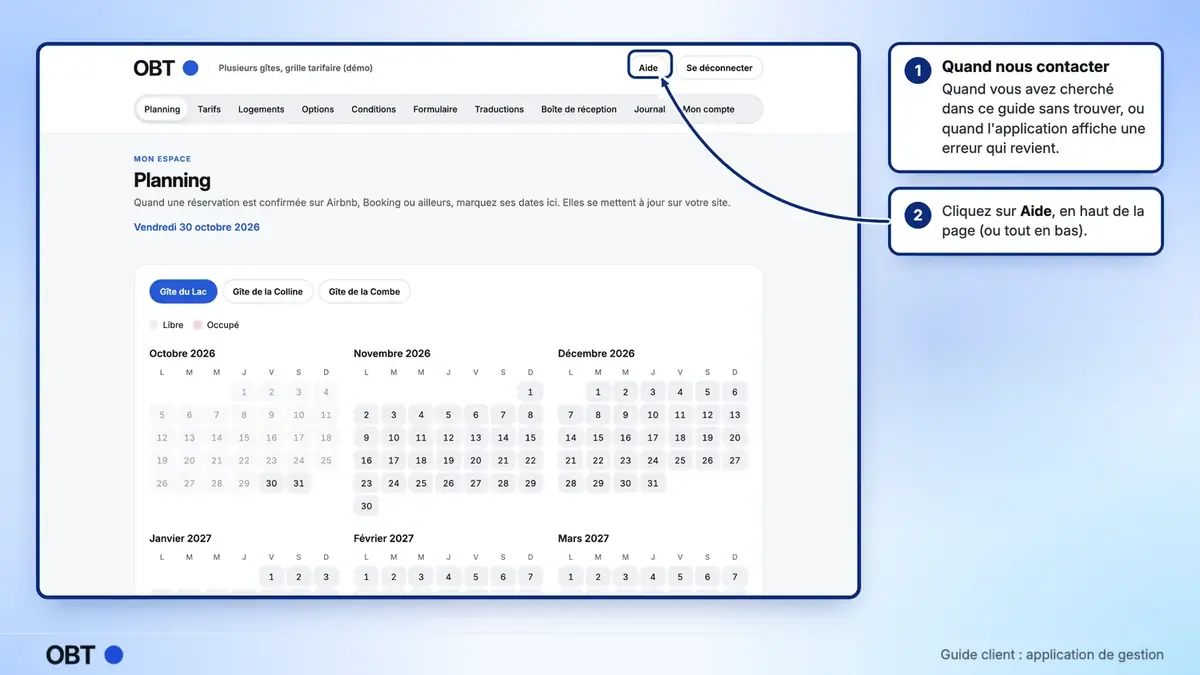 OBT
Plusieurs gîtes, grille tarifaire (démo)
Aide
Se déconnecter
Planning Tarifs Logements Options Conditions Formulaire Traductions Boîte de réception Journal Mon compte
MON ESPACE
Planning
Quand une réservation est confirmée sur Airbnb, Booking ou ailleurs, marquez ses dates ici. Elles se mettent à jour sur votre site.
Vendredi 30 octobre 2026
Gîte du Lac Gîte de la Colline Gîte de la Combe
Libre Occupé
Octobre 2026
L M M J V S D
1 2 3 4
5 6 7 8 9 10 11
12 13 14 15 16 17 18
19 20 21 22 23 24 25
26 27 28 29 30 31
Novembre 2026
L M M J V S D
1
2 3 4 5 6 7 8
9 10 11 12 13 14 15
16 17 18 19 20 21 22
23 24 25 26 27 28 29
30
Décembre 2026
L M M J V S D
1 2 3 4 5 6
7 8 9 10 11 12 13
14 15 16 17 18 19 20
21 22 23 24 25 26 27
28 29 30 31
Janvier 2027
L M M J V S D
1 2 3
Février 2027
L M M J V S D
1 2 3 4 5 6 7
Mars 2027
L M M J V S D
1 2 3 4 5 6 7
1 Quand nous contacter
Quand vous avez cherché
dans ce guide sans trouver, ou
quand l'application affiche une
erreur qui revient.
2 Cliquez sur Aide, en haut de la
page (ou tout en bas).
OBT
Guide client : application de gestion